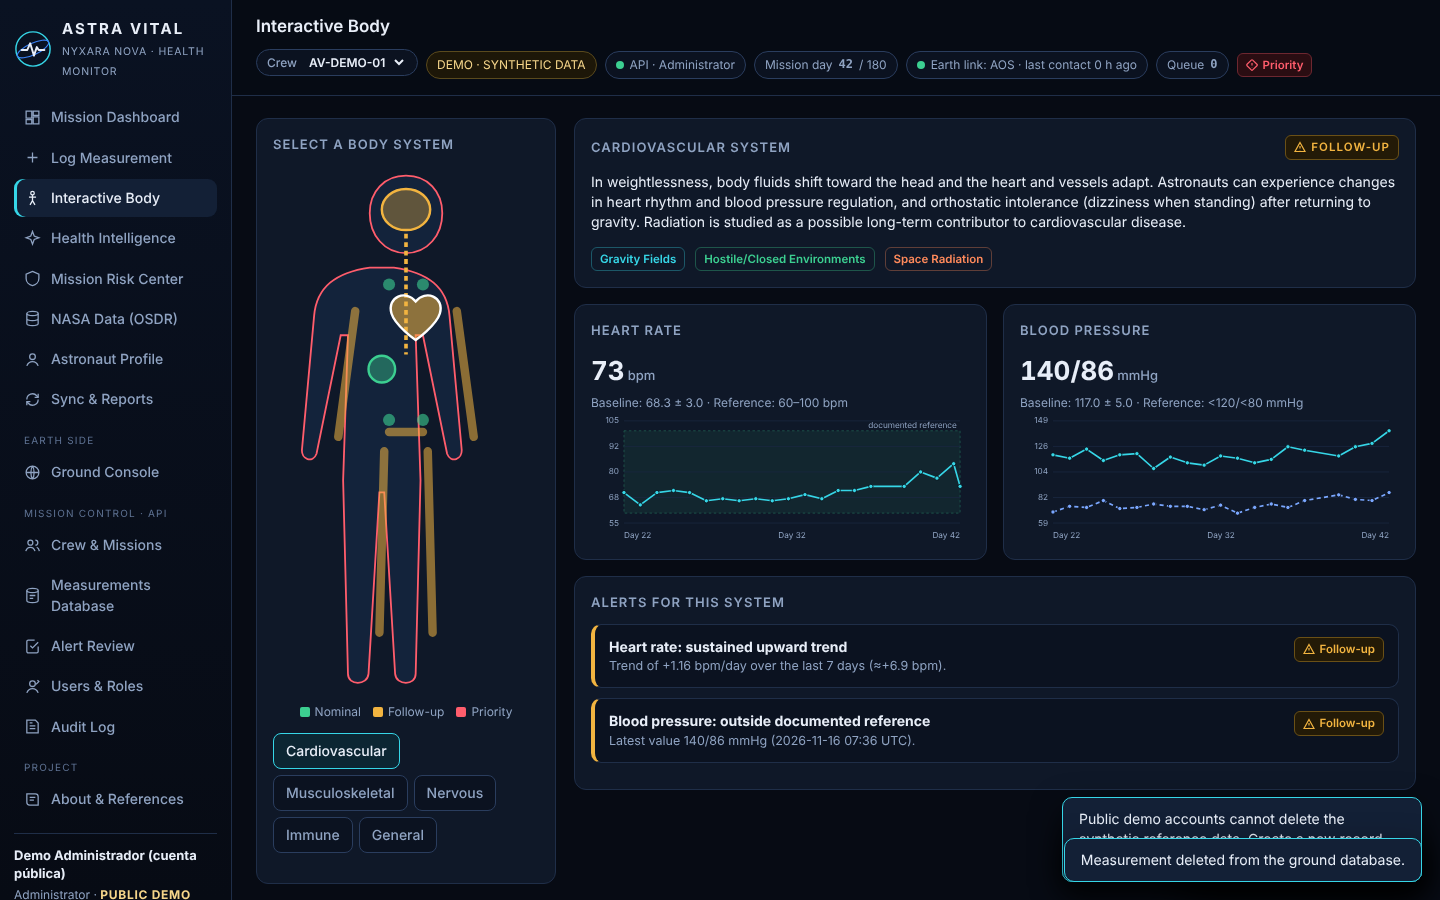 ASTRA VITAL
NYXARA NOVA · HEALTH
MONITOR
Mission Dashboard
Log Measurement
Interactive Body
Health Intelligence
Mission Risk Center
NASA Data (OSDR)
Astronaut Profile
Sync & Reports
EARTH SIDE
Ground Console
MISSION CONTROL · API
Crew & Missions
Measurements
Database
Alert Review
Users & Roles
Audit Log
PROJECT
About & References
Demo Administrador (cuenta
pública)
Administrator · PUBLIC DEMO
Interactive Body
Crew AV-DEMO-01
DEMO · SYNTHETIC DATA
API · Administrator
Mission day 42 / 180
Earth link: AOS · last contact 0 h ago
Queue 0
Priority
SELECT A BODY SYSTEM
Nominal
Follow-up
Priority
Cardiovascular
Musculoskeletal
Nervous
Immune
General
CARDIOVASCULAR SYSTEM
FOLLOW-UP
In weightlessness, body fluids shift toward the head and the heart and vessels adapt. Astronauts can experience changes
in heart rhythm and blood pressure regulation, and orthostatic intolerance (dizziness when standing) after returning to
gravity. Radiation is studied as a possible long-term contributor to cardiovascular disease.
Gravity Fields
Hostile/Closed Environments
Space Radiation
HEART RATE
73 bpm
Baseline: 68.3 ± 3.0 · Reference: 60–100 bpm
documented reference
105
92
80
68
55
Day 22
Day 32
Day 42
BLOOD PRESSURE
140/86 mmHg
Baseline: 117.0 ± 5.0 · Reference: <120/<80 mmHg
149
126
104
82
59
Day 22
Day 32
Day 42
ALERTS FOR THIS SYSTEM
Heart rate: sustained upward trend
Trend of +1.16 bpm/day over the last 7 days (≈+6.9 bpm).
Follow-up
Blood pressure: outside documented reference
Latest value 140/86 mmHg (2026-11-16 07:36 UTC).
Follow-up
Public demo accounts cannot delete the
synthetic reference data. Create a new record
Measurement deleted from the ground database.